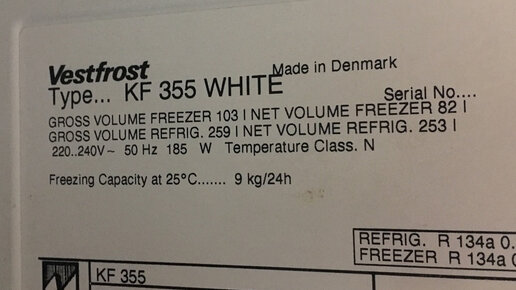 Vestfrost Made in Denmark
Type... KF 355 WHITE Serial No....
GROSS VOLUME FREEZER 103 l NET VOLUME FREEZER 82 l
GROSS VOLUME REFRIG. 259 l NET VOLUME REFRIG. 253 l
220..240V~ 50 Hz 185 W Temperature Class. N
Freezing Capacity at 25°C....... 9 kg/24h
REFRIG. R 134a 0.
FREEZER R 134a 0.
KF 355